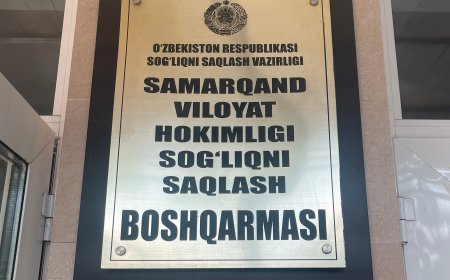 O'ZBEKISTON RESPUBLIKASI
SOG'LIQNI SAQLASH VAZIRLIGI
SAMARQAND
VILOYAT
HOKIMLIGI
SOG'LIQNI
SAQLASH
BOSHQARMASI